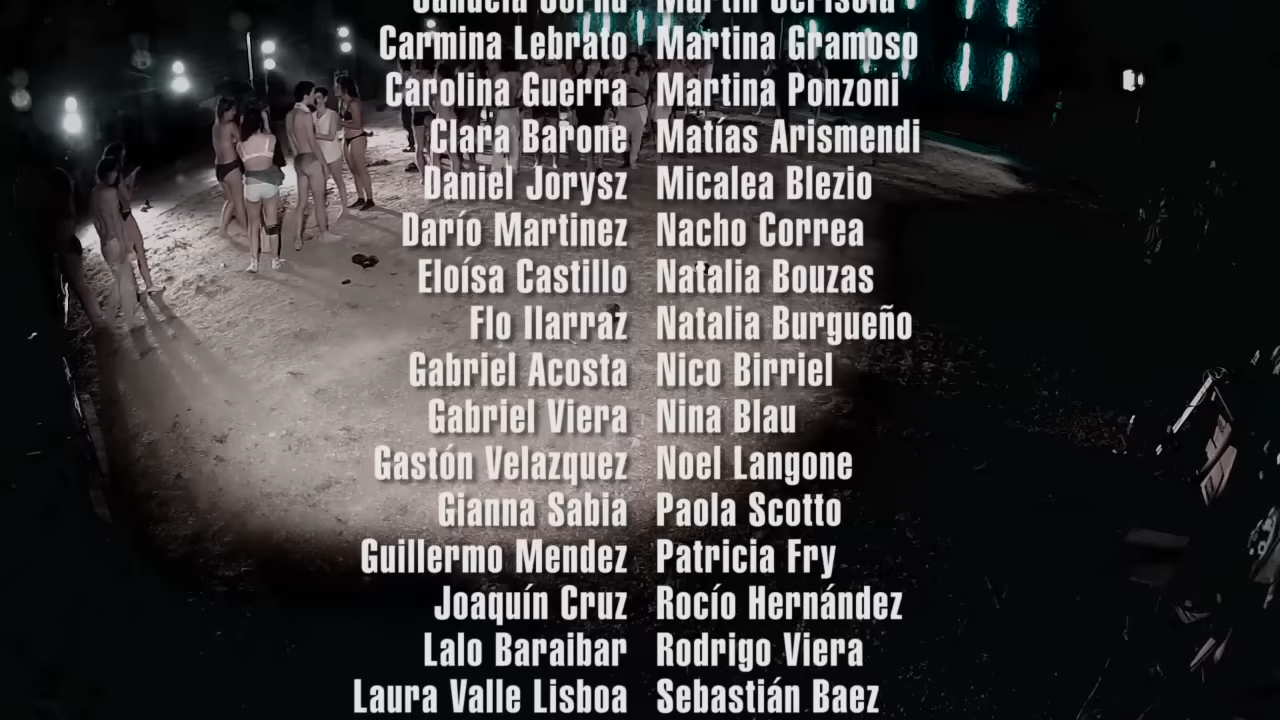 Carmina Lebrato Martina Gramoso
Carolina Guerra Martina Ponzoni
Clara Barone Matías Arismendi
Daniel Jorysz Micalea Blezio
Darío Martinez Nacho Correa
Eloísa Castillo Natalia Bouzas
Flo Ilarraz Natalia Burgueño
Gabriel Acosta Nico Birriel
Gabriel Viera Nina Blau
Gastón Velazquez Noel Langone
Gianna Sabia Paola Scotto
Guillermo Mendez Patricia Fry
Joaquín Cruz Rocío Hernández
Lalo Baraibar Rodrigo Viera
Laura Valle Lisboa Sebastián Baez